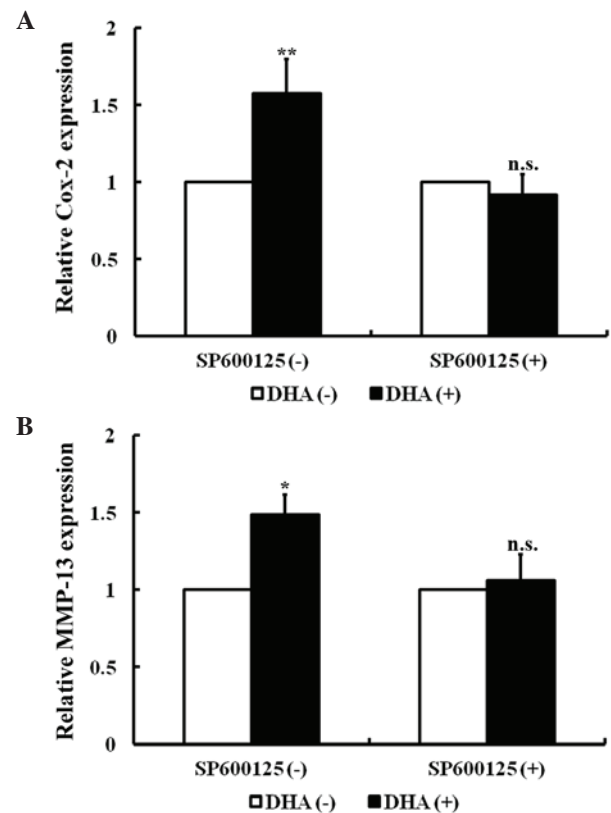 A
Relative Cox-2 expression
2
1.5
1
0.5
0
**
n.s.
SP600125 (-)
SP600125 (+)
DHA (-)
DHA (+)
B
Relative MMP-13 expression
2
1.5
1
0.5
0
*
n.s.
SP600125 (-)
SP600125 (+)
DHA (-)
DHA (+)